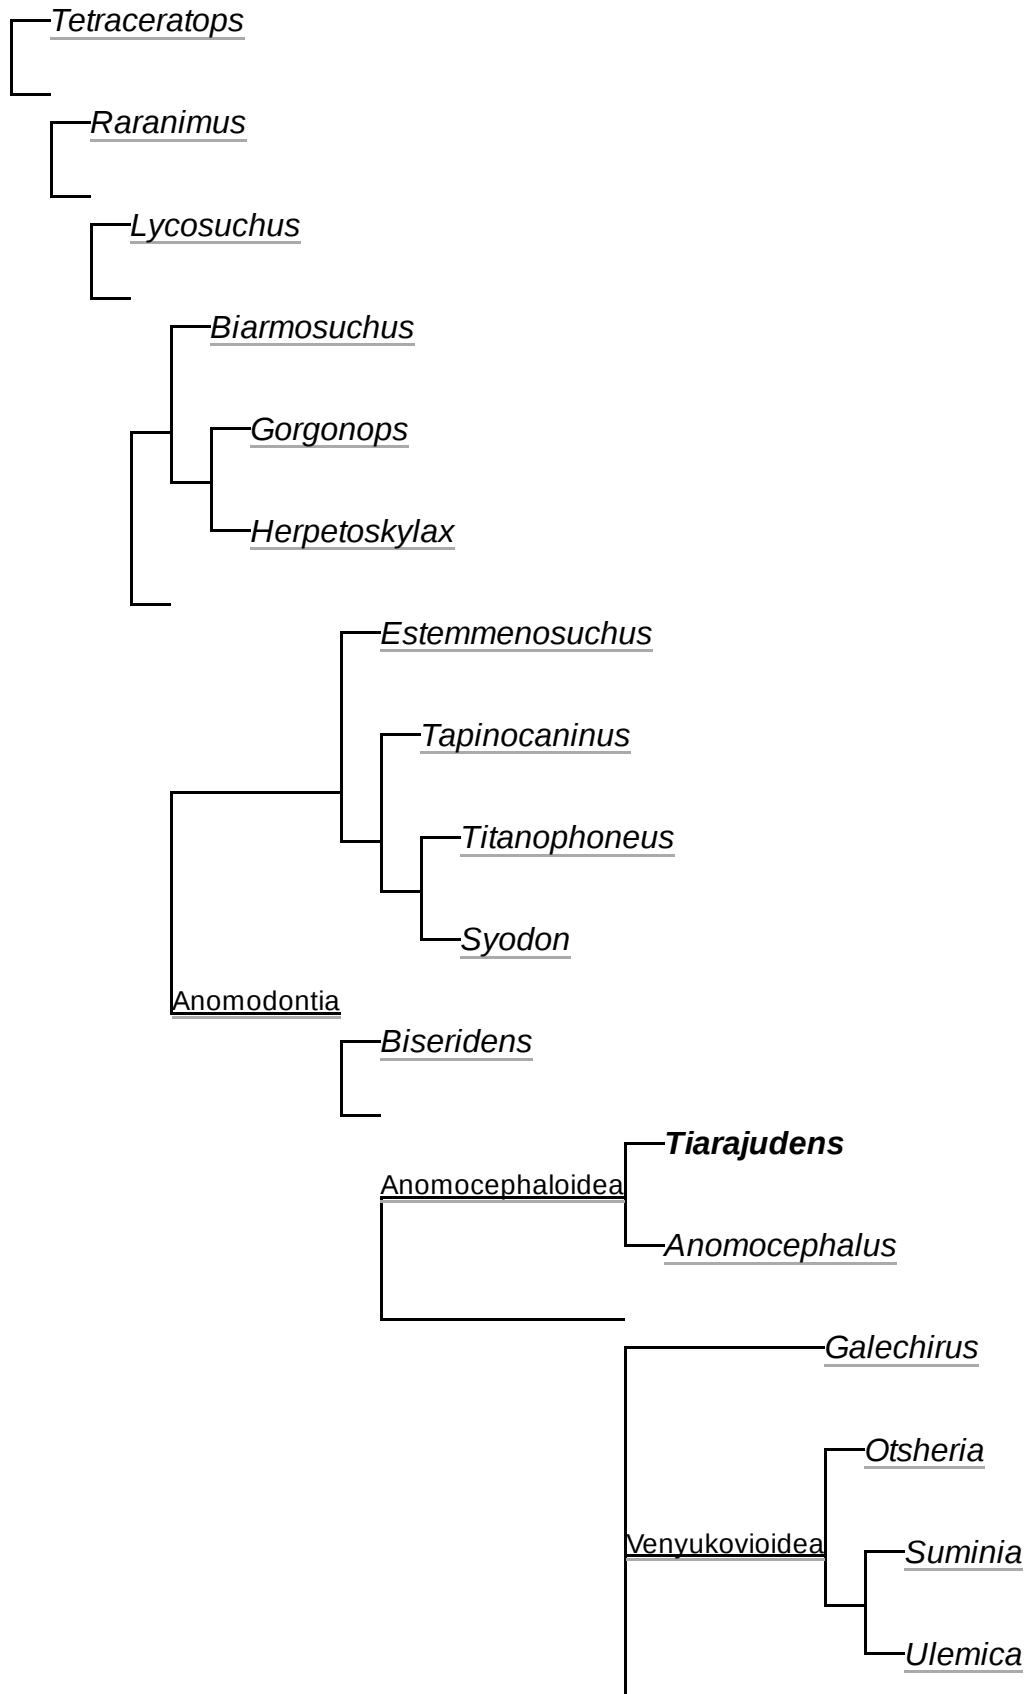 Tetraceratops
Raranimus
Lycosuchus
Biarmosuchus
Gorgonops
Herpetoskylax
Estemmenosuchus
Tapinocaninus
Titanophoneus
Syodon
Anomodontia
Biseridens
Tiarajudens
Anomocephaloidea
Anomocephalus
Galechirus
Otsheria
Venyukovioidea
Suminia
Ulemica